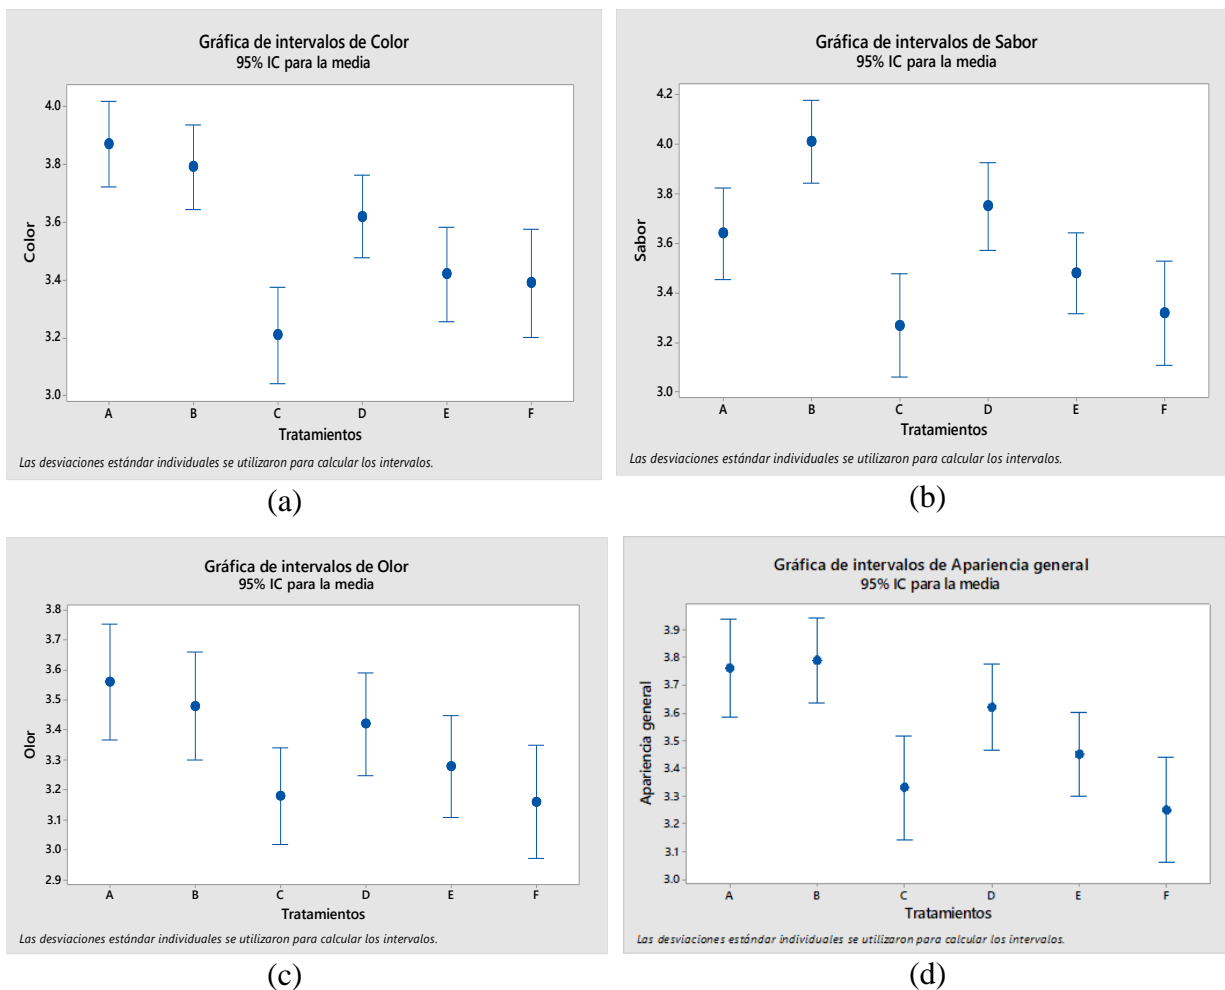 Gráfica de intervalos de Color
95% IC para la media
4.0
3.8
3.6
3.4
3.2
3.0
Color
A B C D E F
Tratamientos
Las desviaciones estándar individuales se utilizaron para calcular los intervalos.
(a)
Gráfica de intervalos de Sabor
95% IC para la media
4.2
4.0
3.8
3.6
3.4
3.2
3.0
Sabor
A B C D E F
Tratamientos
Las desviaciones estándar individuales se utilizaron para calcular los intervalos.
(b)
Gráfica de intervalos de Olor
95% IC para la media
3.8
3.7
3.6
3.5
3.4
3.3
3.2
3.1
3.0
2.9
Olor
A B C D E F
Tratamientos
Las desviaciones estándar individuales se utilizaron para calcular los intervalos.
(c)
Gráfica de intervalos de Apariencia general
95% IC para la media
3.9
3.8
3.7
3.6
3.5
3.4
3.3
3.2
3.1
3.0
Apariencia general
A B C D E F
Tratamientos
Las desviaciones estándar individuales se utilizaron para calcular los intervalos.
(d)